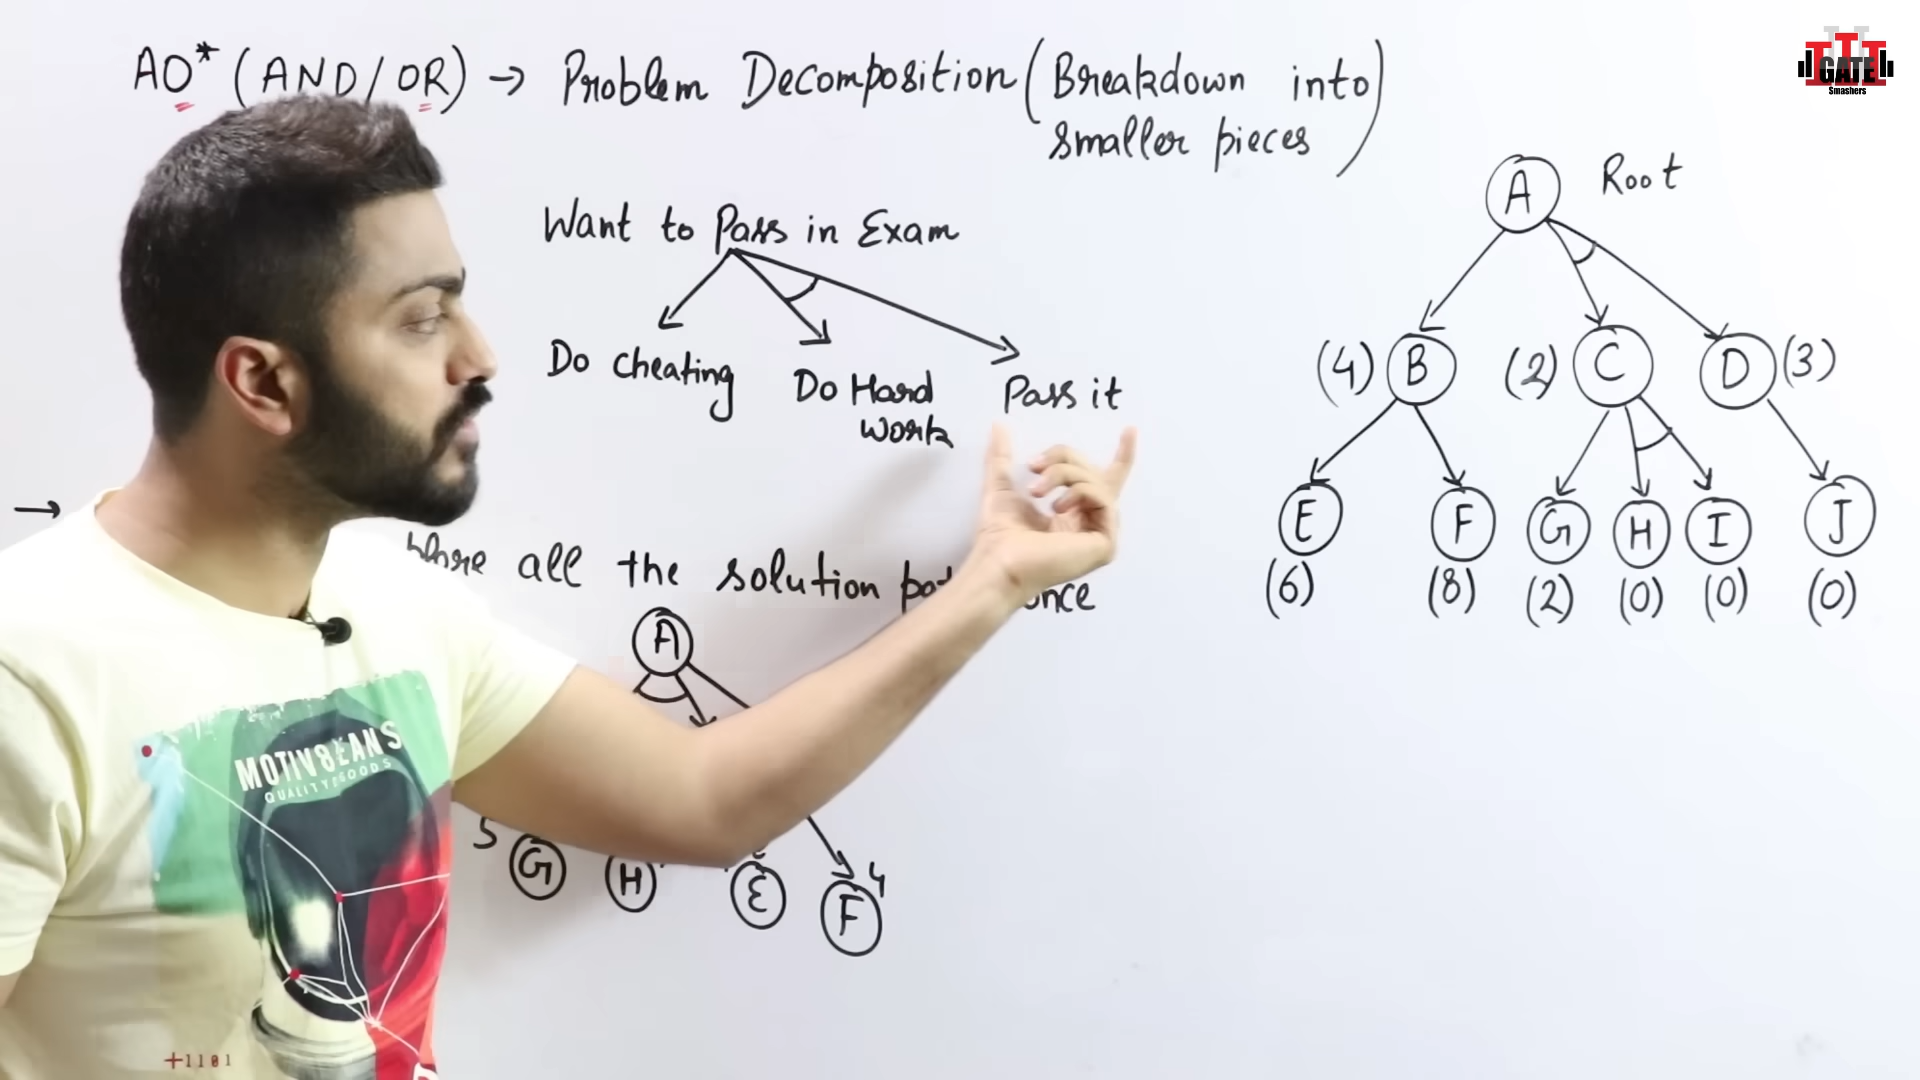 AO* (AND/OR) → Problem Decomposition (Breakdown into
smaller pieces)
GATE
Smashers
Want to Pass in Exam
Do cheating
Do Hard
Work
Pass it
A Root
(4) B
(2) C
D (3)
E
F
G
H
I
J
(6)
(8)
(2)
(0)
(0)
(0)
→
all the solution once
A
5
G
H
E
F
4
MOTIV8EANS
QUALITY GOODS
+1101